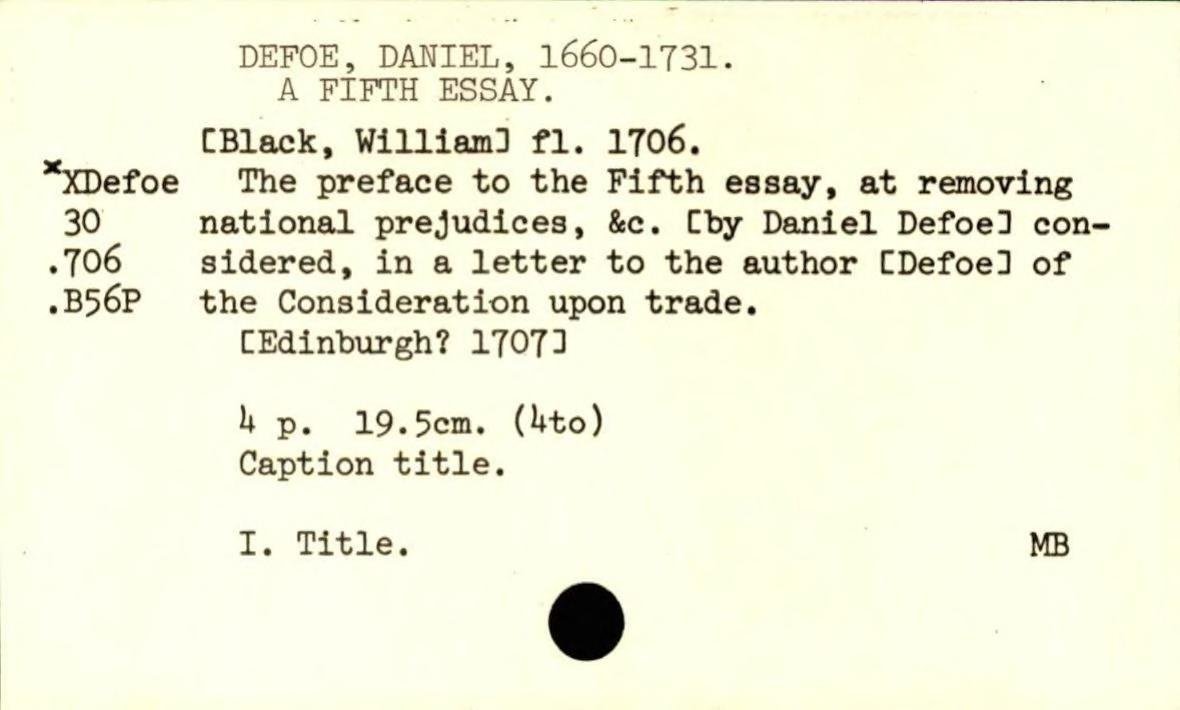 DEFOE, DANIEL, 1660-1731.
A FIFTH ESSAY.
[Black, William] fl. 1706.
xXDefoe The preface to the Fifth essay, at removing
30 national prejudices, &c. [by Daniel Defoe] con-
.706 sidered, in a letter to the author [Defoe] of
.B56P the Consideration upon trade.
[Edinburgh? 1707]
4 p. 19.5cm. (4to)
Caption title.
I. Title. MB